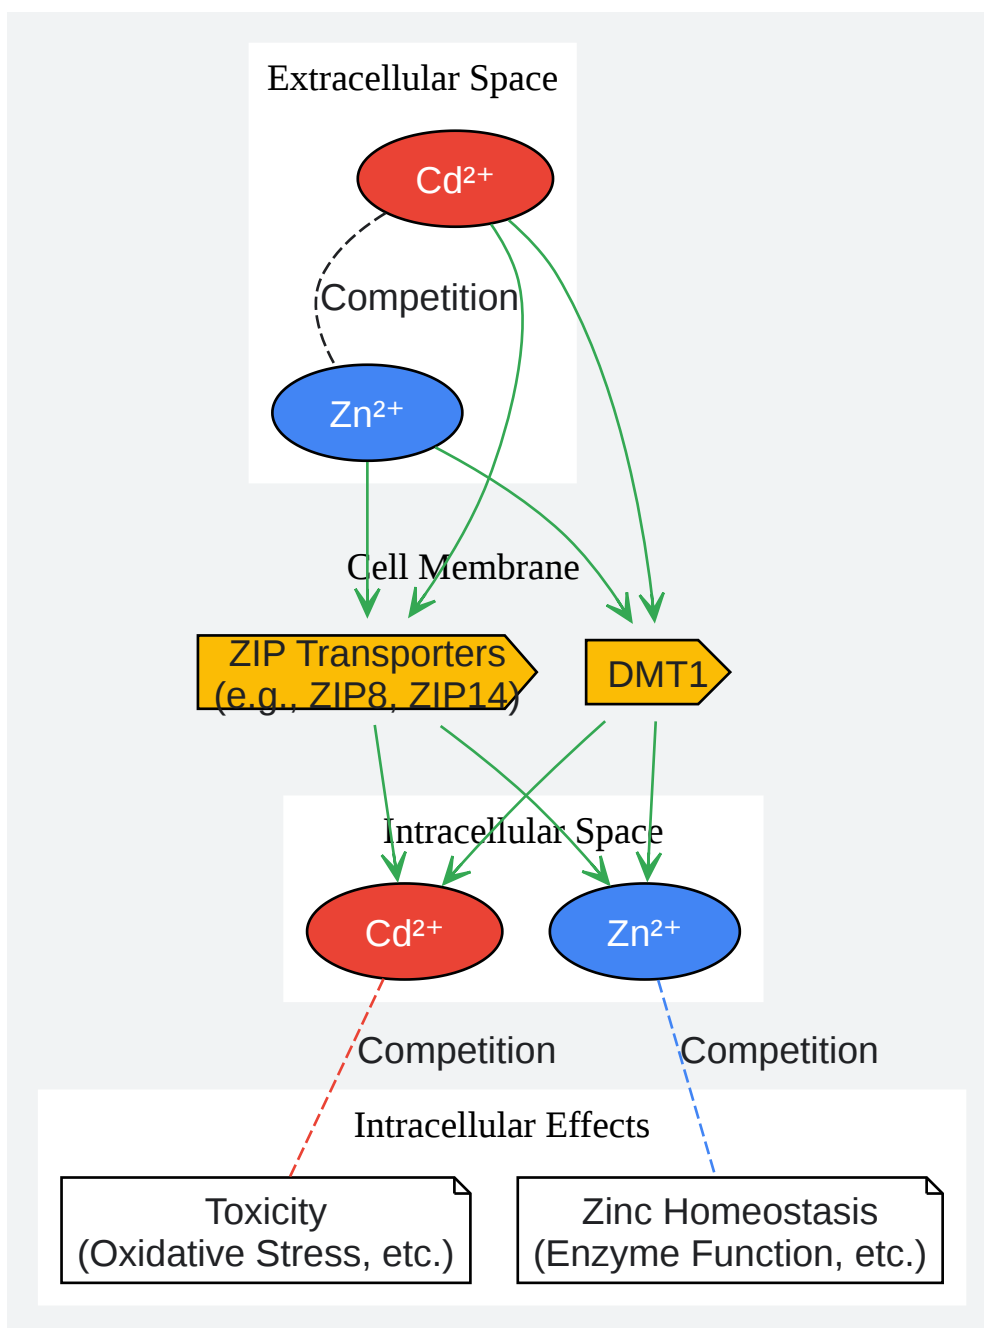 Extracellular Space
Cd²⁺
Competition
Zn²⁺
Cell Membrane
ZIP Transporters
(e.g., ZIP8, ZIP14)
DMT1
Intracellular Space
Cd²⁺
Zn²⁺
Competition
Competition
Intracellular Effects
Toxicity
(Oxidative Stress, etc.)
Zinc Homeostasis
(Enzyme Function, etc.)